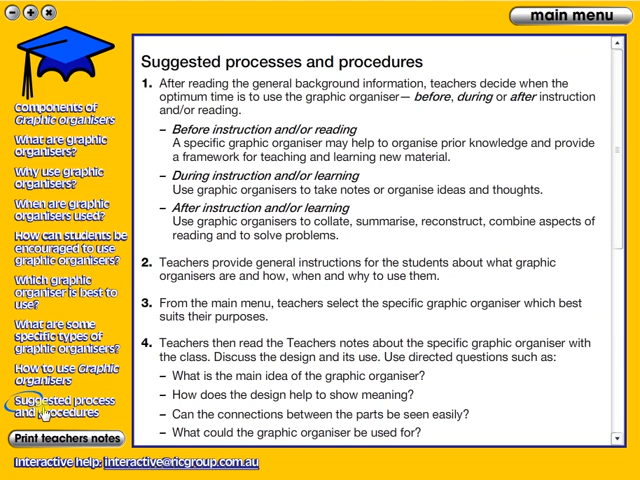 main menu
Components of
Graphic organisers
What are graphic
organisers?
Why use graphic
organisers?
When are graphic
organisers used?
How can students be
encouraged to use
graphic organisers?
Which graphic
organiser is best to
use?
What are some
specific types of
graphic organisers?
How to use Graphic
organisers
Suggested process
and procedures
Print teachers notes
Interactive help: interactive@ricgroup.com.au
Suggested processes and procedures
1. After reading the general background information, teachers decide when the
optimum time is to use the graphic organiser— before, during or after instruction
and/or reading.
– Before instruction and/or reading
A specific graphic organiser may help to organise prior knowledge and provide
a framework for teaching and learning new material.
– During instruction and/or learning
Use graphic organisers to take notes or organise ideas and thoughts.
– After instruction and/or learning
Use graphic organisers to collate, summarise, reconstruct, combine aspects of
reading and to solve problems.
2. Teachers provide general instructions for the students about what graphic
organisers are and how, when and why to use them.
3. From the main menu, teachers select the specific graphic organiser which best
suits their purposes.
4. Teachers then read the Teachers notes about the specific graphic organiser with
the class. Discuss the design and its use. Use directed questions such as:
– What is the main idea of the graphic organiser?
– How does the design help to show meaning?
– Can the connections between the parts be seen easily?
– What could the graphic organiser be used for?